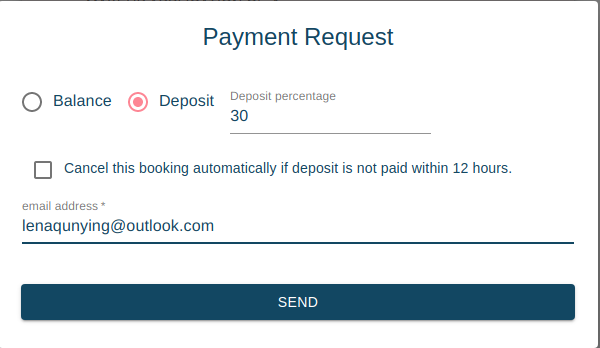 Payment Request
Balance
Deposit
Deposit percentage
30
Cancel this booking automatically if deposit is not paid within 12 hours.
email address *
lenaqunying@outlook.com
SEND